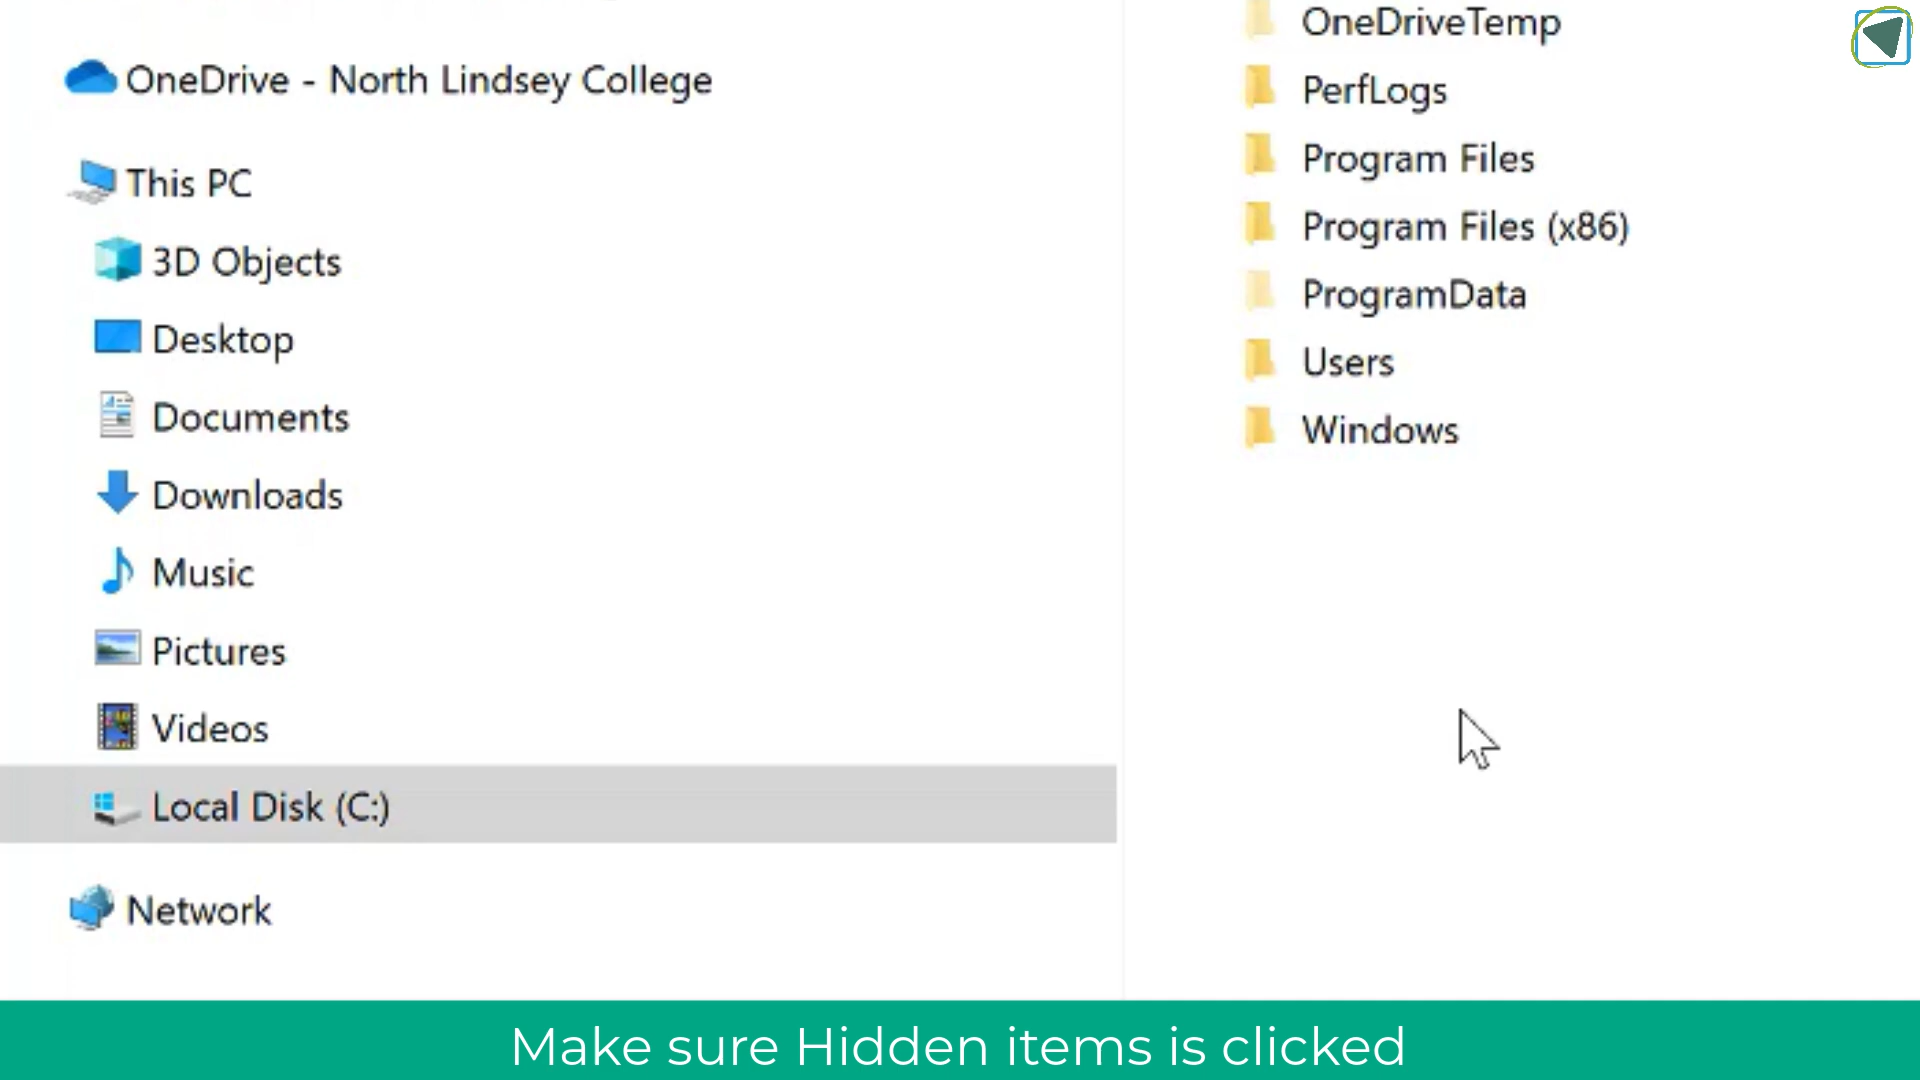 OneDrive - North Lindsey College
This PC
3D Objects
Desktop
Documents
Downloads
Music
Pictures
Videos
Local Disk (C:)
Network
OneDriveTemp
PerfLogs
Program Files
Program Files (x86)
ProgramData
Users
Windows
Make sure Hidden items is clicked